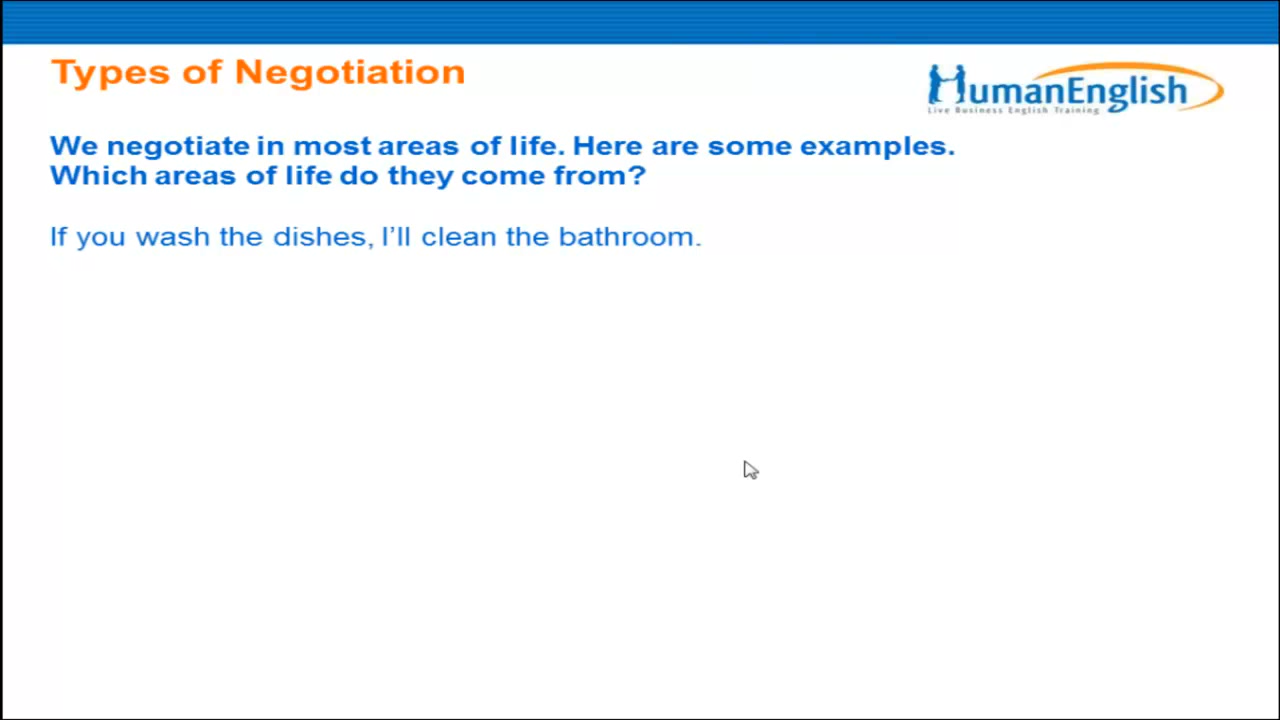 Types of Negotiation
HumanEnglish
Live Business English Training
We negotiate in most areas of life. Here are some examples.
Which areas of life do they come from?
If you wash the dishes, I’ll clean the bathroom.